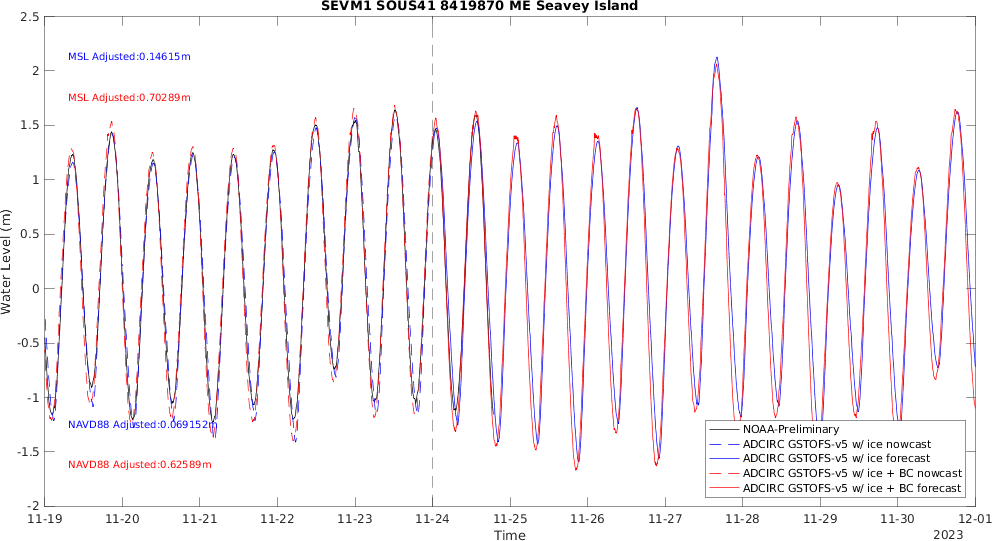 SEVM1 SOUS41 8419870 ME Seavey Island
2.5
2
1.5
1
0.5
0
-0.5
-1
-1.5
-2
Water Level (m)
MSL Adjusted:0.14615m
MSL Adjusted:0.70289m
NAVD88 Adjusted:0.069152m
NAVD88 Adjusted:0.62589m
NOAA-Preliminary
ADCIRC GSTOFS-v5 w/ ice nowcast
ADCIRC GSTOFS-v5 w/ ice forecast
ADCIRC GSTOFS-v5 w/ ice + BC nowcast
ADCIRC GSTOFS-v5 w/ ice + BC forecast
11-19 11-20 11-21 11-22 11-23 11-24 11-25 11-26 11-27 11-28 11-29 11-30 12-01
Time
2023